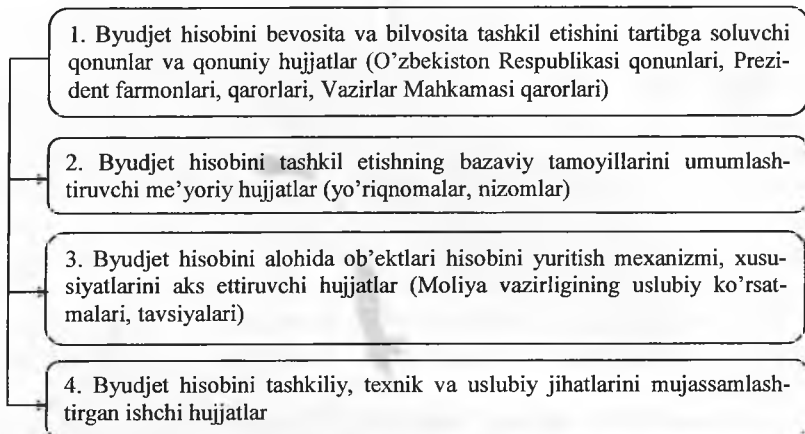 1. Byudjet hisobini bevosita va bilvosita tashkil etishini tartibga soluvchi
qonunlar va qonuniy hujjatlar (O'zbekiston Respublikasi qonunlari, Prezi-
dent farmonlari, qarorlari, Vazirlar Mahkamasi qarorlari)
2. Byudjet hisobini tashkil etishning bazaviy tamoyillarini umumlash-
tiruvchi me'yoriy hujjatlar (yo'riqnomalar, nizomlar)
3. Byudjet hisobini alohida ob'ektlari hisobini yuritish mexanizmi, xusu-
siyatlarini aks ettiruvchi hujjatlar (Moliya vazirligining uslubiy ko'rsat-
malari, tavsiyalari)
4. Byudjet hisobini tashkiliy, texnik va uslubiy jihatlarini mujassamlash-
tirgan ishchi hujjatlar